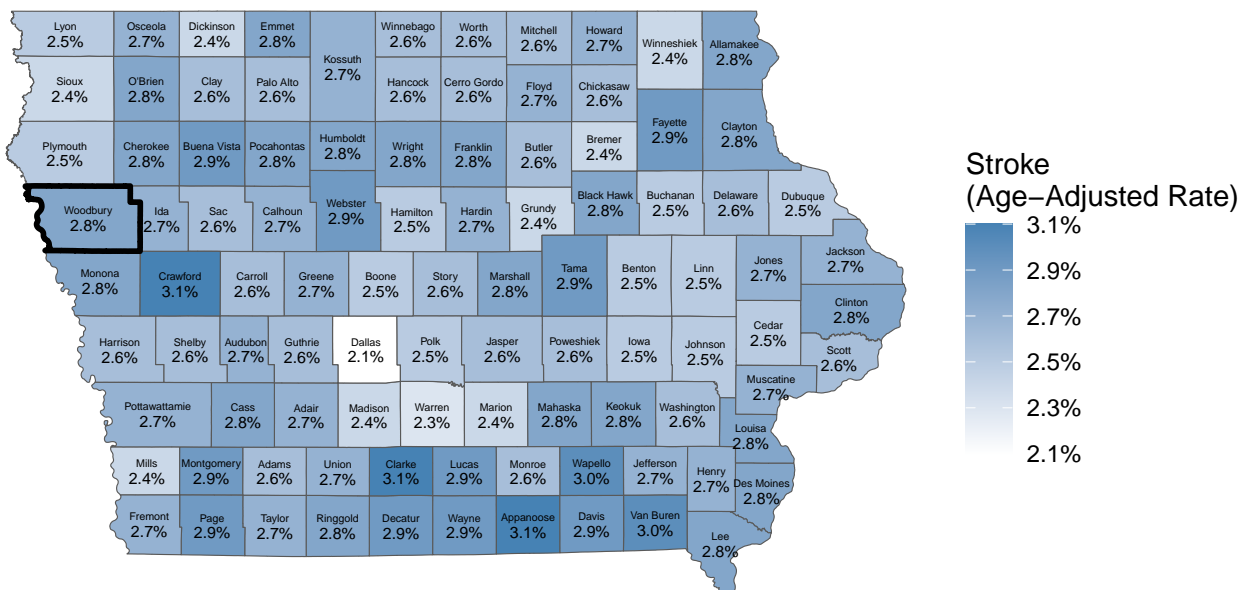 Lyon
2.5%
Osceola
2.7%
Dickinson
2.4%
Emmet
2.8%
Kossuth
2.7%
Winnebago
2.6%
Worth
2.6%
Mitchell
2.6%
Howard
2.7%
Winneshiek
2.4%
Allamakee
2.8%
Sioux
2.4%
O'Brien
2.8%
Clay
2.6%
Palo Alto
2.6%
Hancock
2.6%
Cerro Gordo
2.6%
Floyd
2.7%
Chickasaw
2.6%
Fayette
2.9%
Clayton
2.8%
Plymouth
2.5%
Cherokee
2.8%
Buena Vista
2.9%
Pocahontas
2.8%
Humboldt
2.8%
Wright
2.8%
Franklin
2.8%
Butler
2.6%
Bremer
2.4%
Woodbury
2.8%
Ida
2.7%
Sac
2.6%
Calhoun
2.7%
Webster
2.9%
Hamilton
2.5%
Hardin
2.7%
Grundy
2.4%
Black Hawk
2.8%
Buchanan
2.5%
Delaware
2.6%
Dubuque
2.5%
Monona
2.8%
Crawford
3.1%
Carroll
2.6%
Greene
2.7%
Boone
2.5%
Story
2.6%
Marshall
2.8%
Tama
2.9%
Benton
2.5%
Linn
2.5%
Jones
2.7%
Jackson
2.7%
Clinton
2.8%
Harrison
2.6%
Shelby
2.6%
Audubon
2.7%
Guthrie
2.6%
Dallas
2.1%
Polk
2.5%
Jasper
2.6%
Poweshiek
2.6%
Iowa
2.5%
Johnson
2.5%
Cedar
2.5%
Scott
2.6%
Muscatine
2.7%
Pottawattamie
2.7%
Cass
2.8%
Adair
2.7%
Madison
2.4%
Warren
2.3%
Marion
2.4%
Mahaska
2.8%
Keokuk
2.8%
Washington
2.6%
Louisa
2.8%
Mills
2.4%
Montgomery
2.9%
Adams
2.6%
Union
2.7%
Clarke
3.1%
Lucas
2.9%
Monroe
2.6%
Wapello
3.0%
Jefferson
2.7%
Henry
2.7%
Des Moines
2.8%
Fremont
2.7%
Page
2.9%
Taylor
2.7%
Ringgold
2.8%
Decatur
2.9%
Wayne
2.9%
Appanoose
3.1%
Davis
2.9%
Van Buren
3.0%
Lee
2.8%
Stroke
(Age−Adjusted Rate)
3.1%
2.9%
2.7%
2.5%
2.3%
2.1%